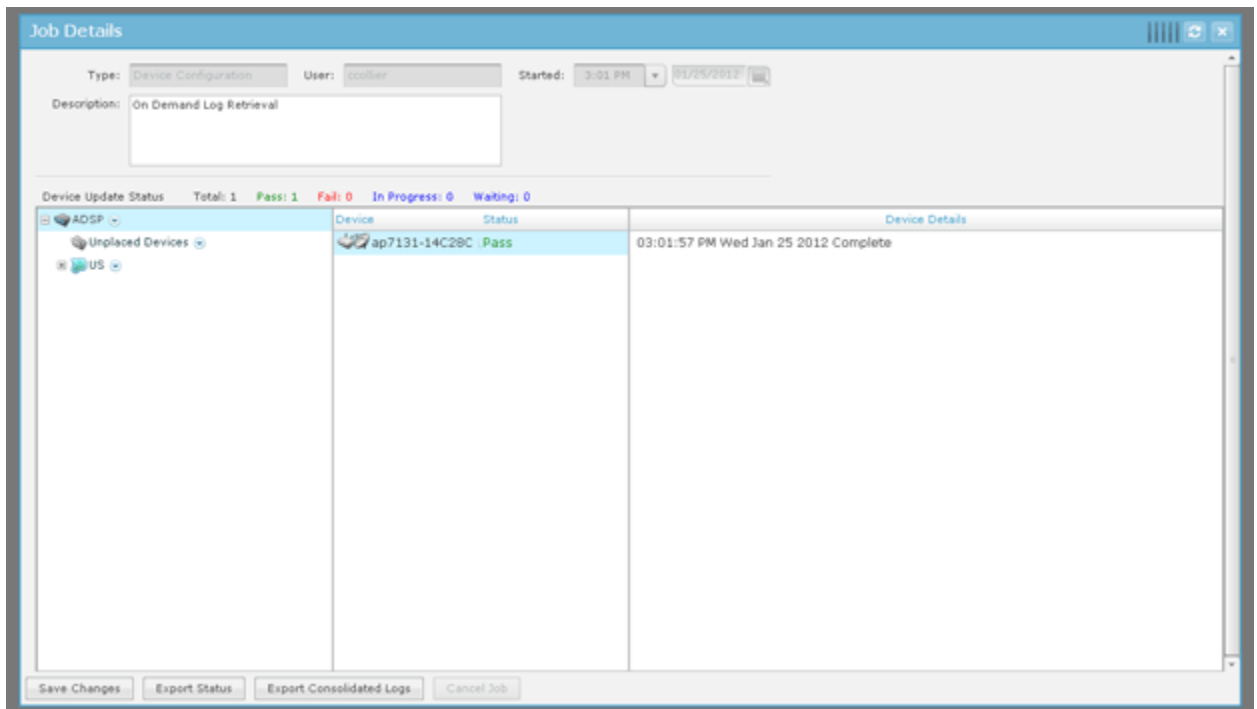 Job Details
Type: Device Configuration User: ccollier Started: 3:01 PM 01/25/2012
Description: On Demand Log Retrieval
Device Update Status Total: 1 Pass: 1 Fail: 0 In Progress: 0 Waiting: 0
ADSP Device Status Device Details
Unplaced Devices ap7131-14C28C Pass 03:01:57 PM Wed Jan 25 2012 Complete
US
Save Changes Export Status Export Consolidated Logs Cancel Job